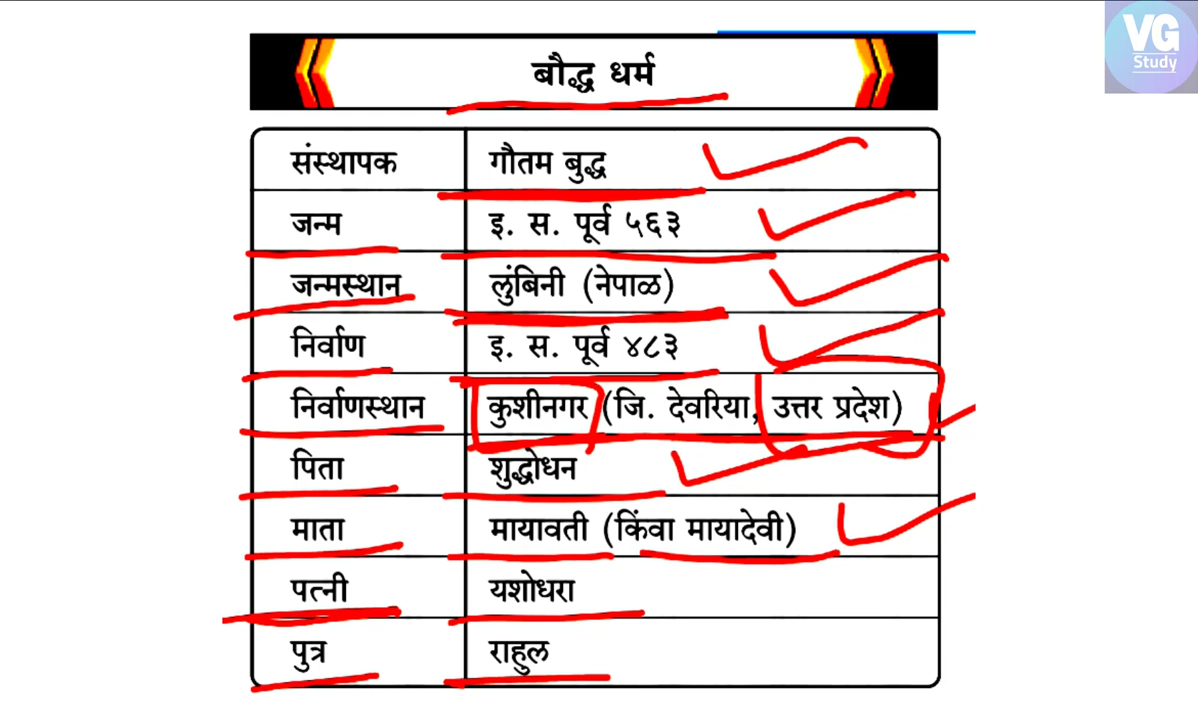 VG
Study
बौद्ध धर्म
संस्थापक गौतम बुद्ध
जन्म इ. स. पूर्व ५६३
जन्मस्थान लुंबिनी (नेपाळ)
निर्वाण इ. स. पूर्व ४८३
निर्वाणस्थान कुशीनगर (जि. देवरिया, उत्तर प्रदेश)
पिता शुद्धोधन
माता मायावती (किंवा मायादेवी)
पत्नी यशोधरा
पुत्र राहुल